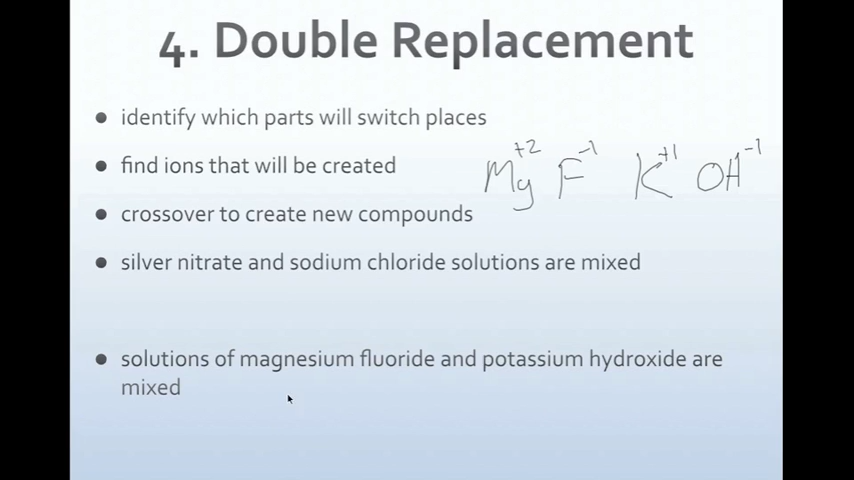 4. Double Replacement
• identify which parts will switch places
• find ions that will be created
Mg+2 F-1 K+1 OH-1
• crossover to create new compounds
• silver nitrate and sodium chloride solutions are mixed
• solutions of magnesium fluoride and potassium hydroxide are
mixed